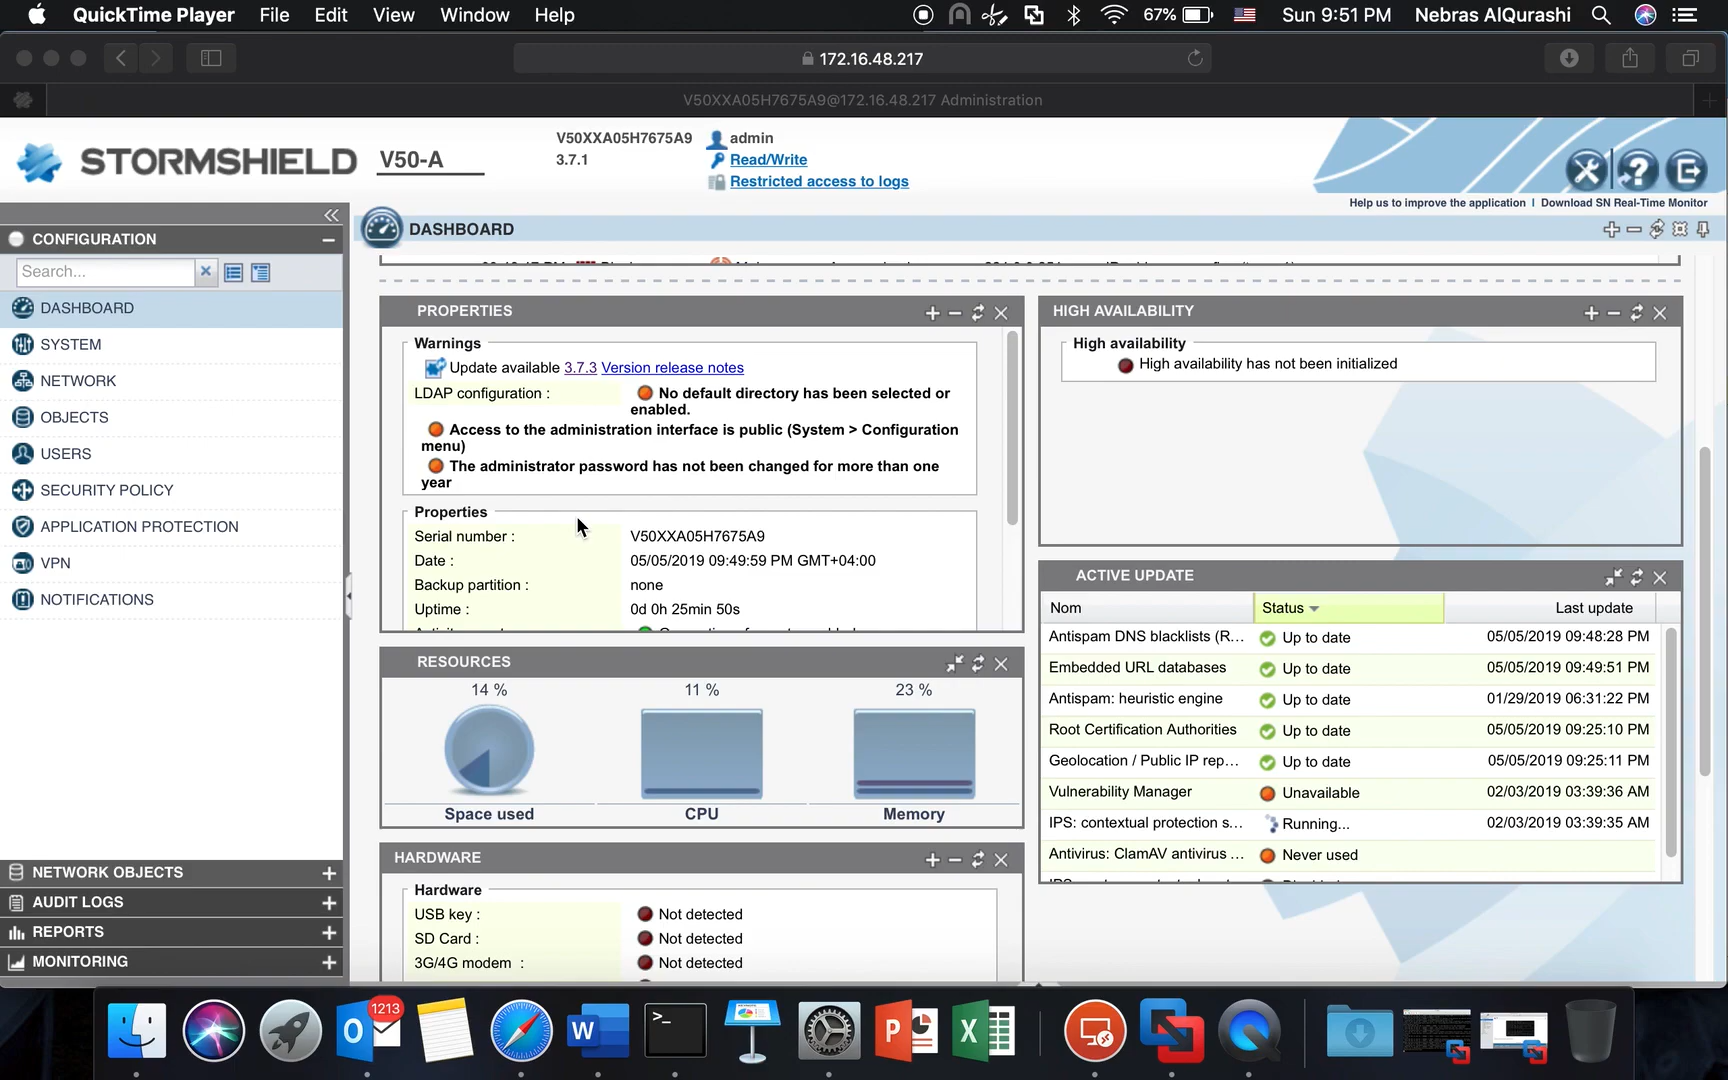 QuickTime Player File Edit View Window Help 67% Sun 9:51 PM Nebras AlQurashi
172.16.48.217
V50XXA05H7675A9@172.16.48.217 Administration
STORMSHIELD V50-A
V50XXA05H7675A9 admin
3.7.1 Read/Write
Restricted access to logs
Help us to improve the application | Download SN Real-Time Monitor
CONFIGURATION
Search...
DASHBOARD
SYSTEM
NETWORK
OBJECTS
USERS
SECURITY POLICY
APPLICATION PROTECTION
VPN
NOTIFICATIONS
NETWORK OBJECTS
AUDIT LOGS
REPORTS
MONITORING
DASHBOARD
PROPERTIES
Warnings
Update available 3.7.3 Version release notes
LDAP configuration : No default directory has been selected or
enabled.
Access to the administration interface is public (System > Configuration
menu)
The administrator password has not been changed for more than one
year
Properties
Serial number : V50XXA05H7675A9
Date : 05/05/2019 09:49:59 PM GMT+04:00
Backup partition : none
Uptime : 0d 0h 25min 50s
RESOURCES
14 % 11 % 23 %
Space used CPU Memory
HARDWARE
Hardware
USB key : Not detected
SD Card : Not detected
3G/4G modem : Not detected
HIGH AVAILABILITY
High availability
High availability has not been initialized
ACTIVE UPDATE
Nom Status Last update
Antispam DNS blacklists (R... Up to date 05/05/2019 09:48:28 PM
Embedded URL databases Up to date 05/05/2019 09:49:51 PM
Antispam: heuristic engine Up to date 01/29/2019 06:31:22 PM
Root Certification Authorities Up to date 05/05/2019 09:25:10 PM
Geolocation / Public IP rep... Up to date 05/05/2019 09:25:11 PM
Vulnerability Manager Unavailable 02/03/2019 03:39:36 AM
IPS: contextual protection s... Running... 02/03/2019 03:39:35 AM
Antivirus: ClamAV antivirus ... Never used
1213